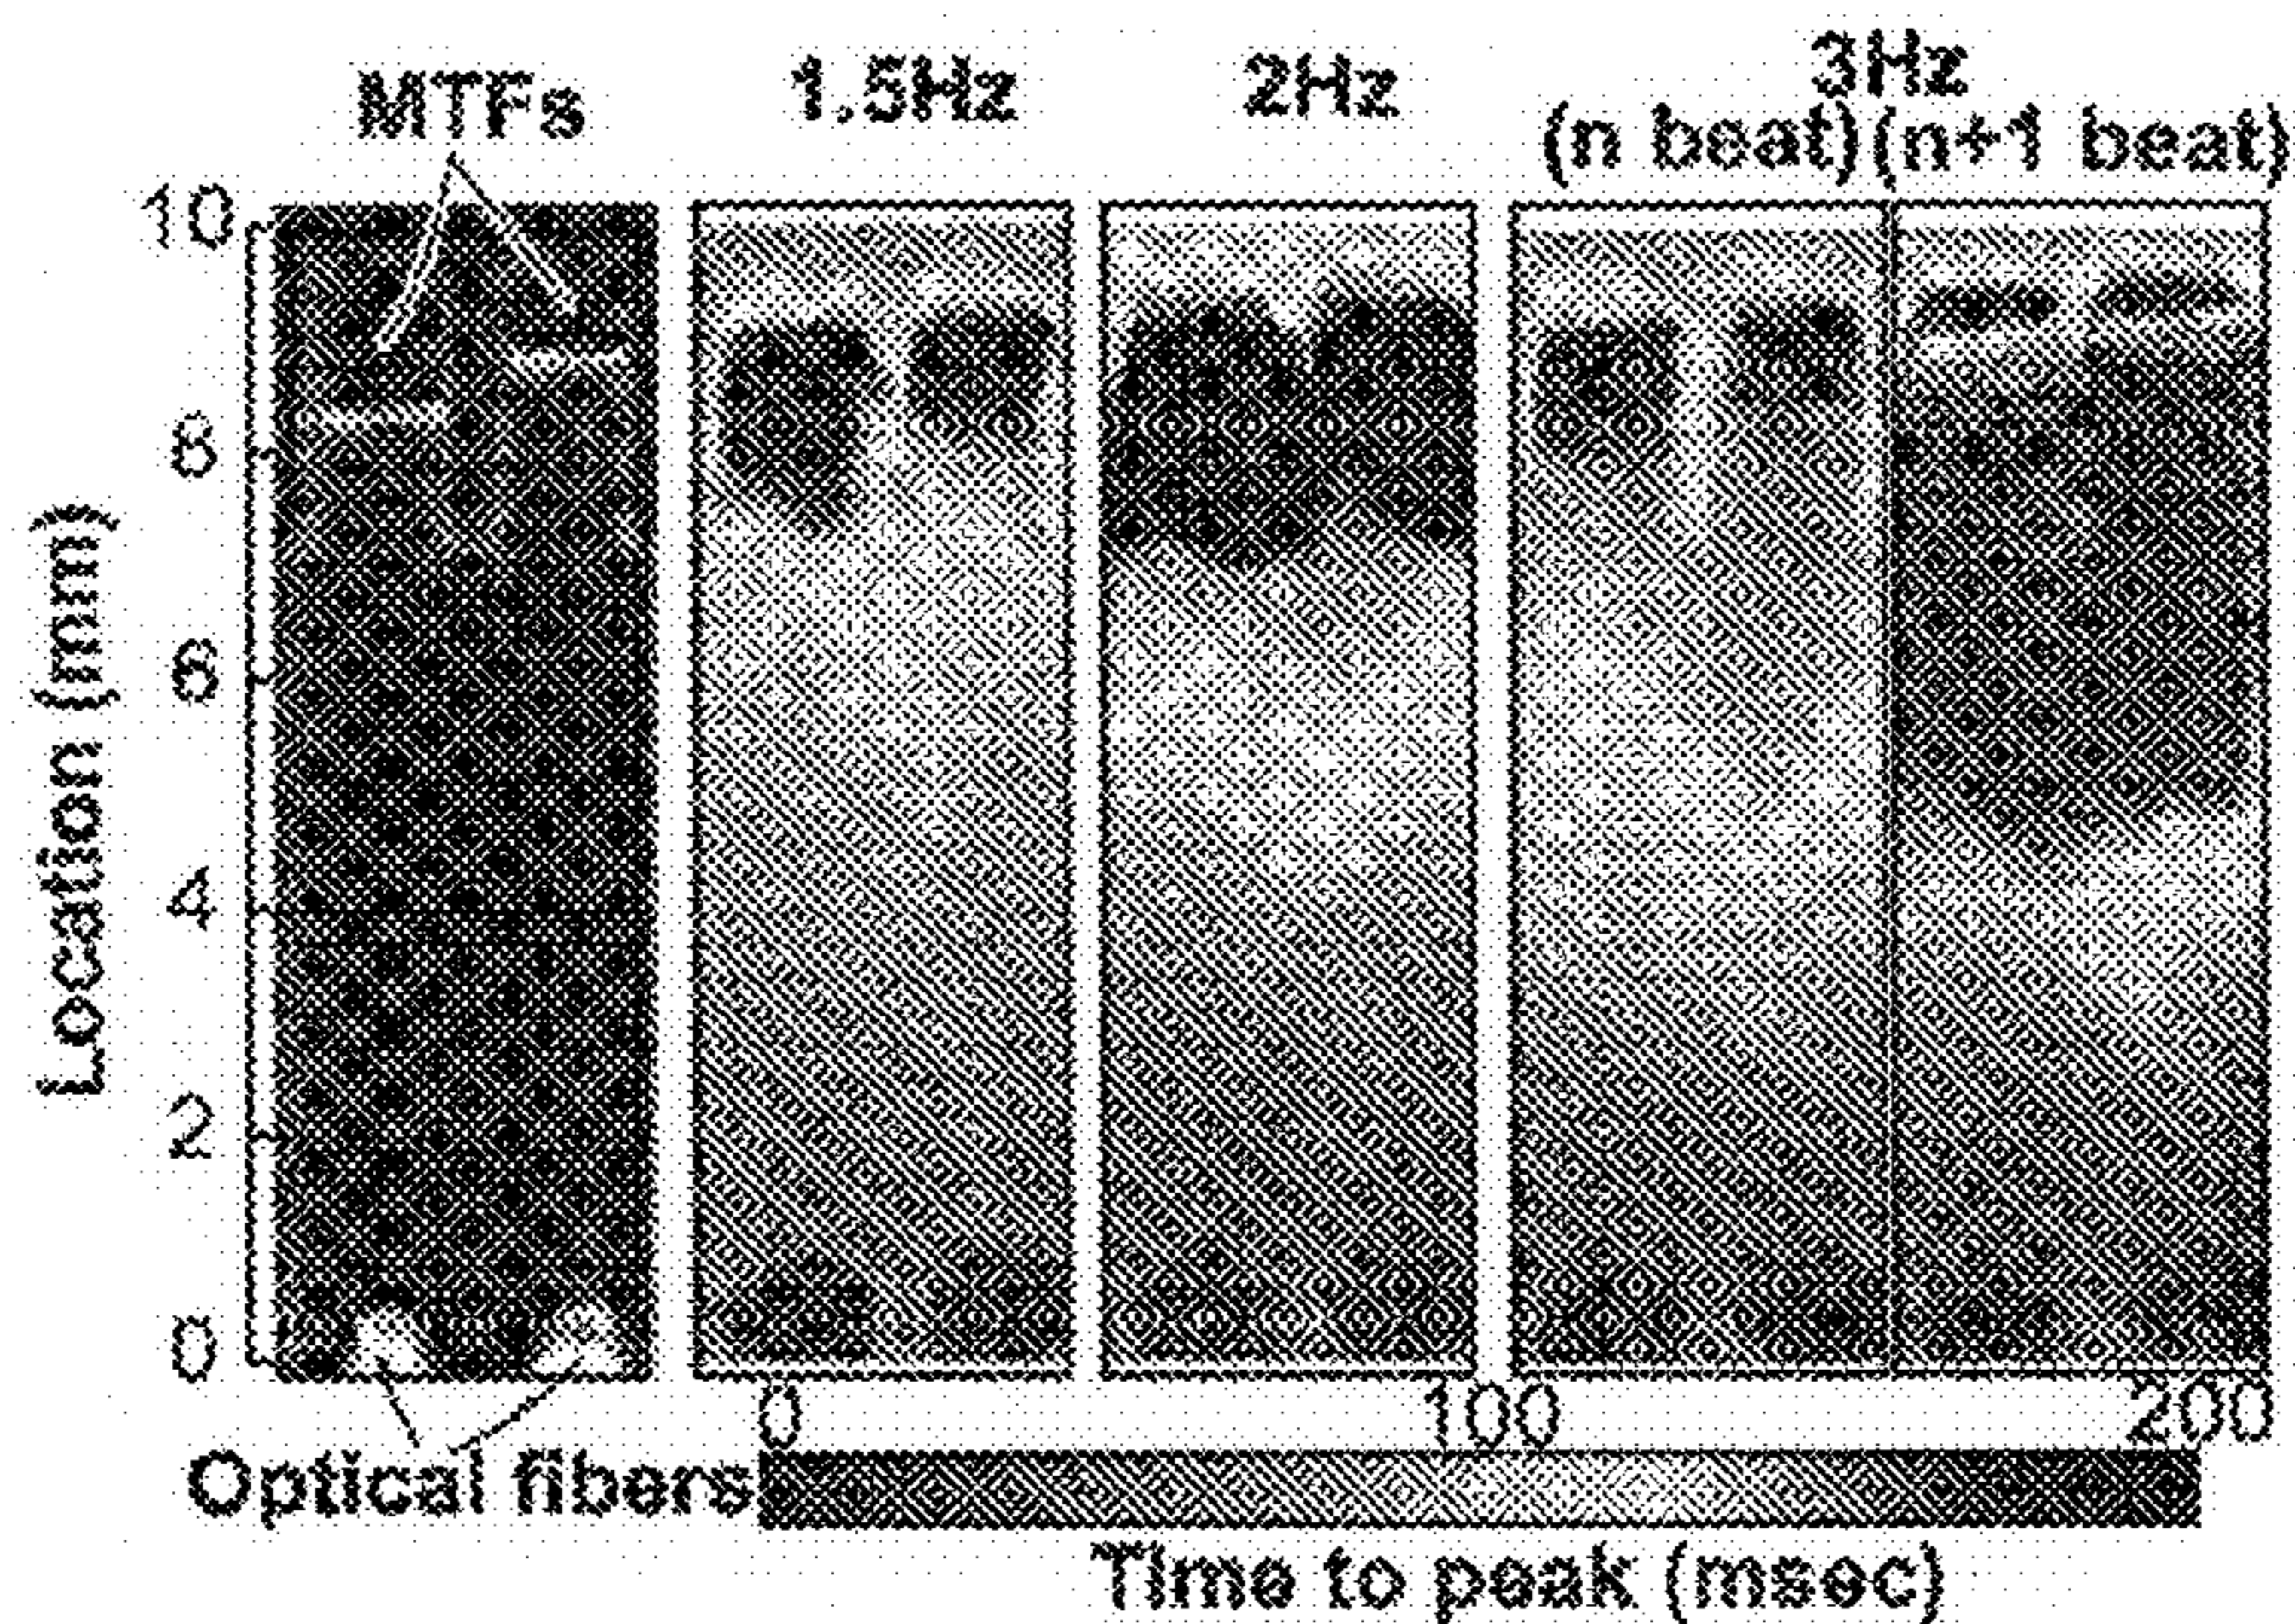 MTFs
1.5Hz
2Hz
3Hz
(n beat) (n+1 beat)
10
8
6
4
2
0
Location (mm)
0
100
200
Optical fibers
Time to peak (msec)